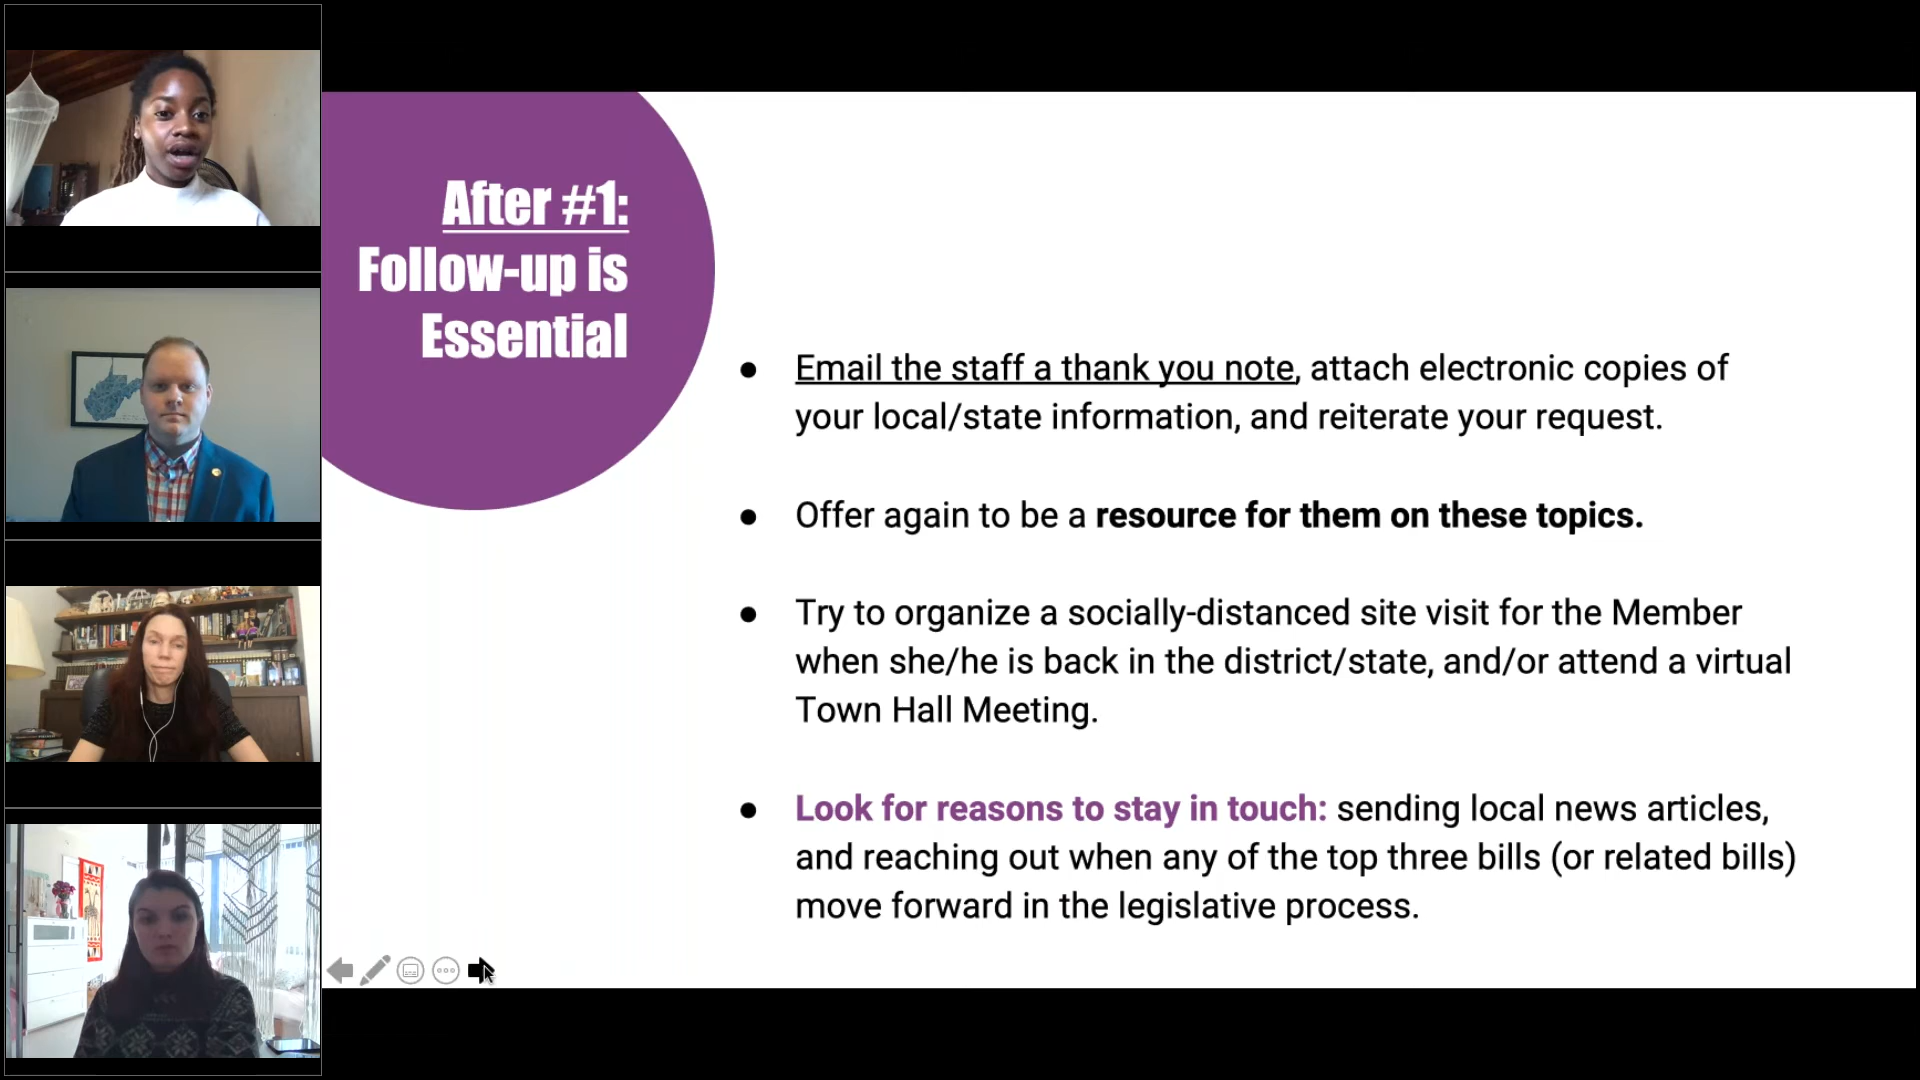 After #1:
Follow-up is
Essential
● Email the staff a thank you note, attach electronic copies of
your local/state information, and reiterate your request.
● Offer again to be a resource for them on these topics.
● Try to organize a socially-distanced site visit for the Member
when she/he is back in the district/state, and/or attend a virtual
Town Hall Meeting.
● Look for reasons to stay in touch: sending local news articles,
and reaching out when any of the top three bills (or related bills)
move forward in the legislative process.